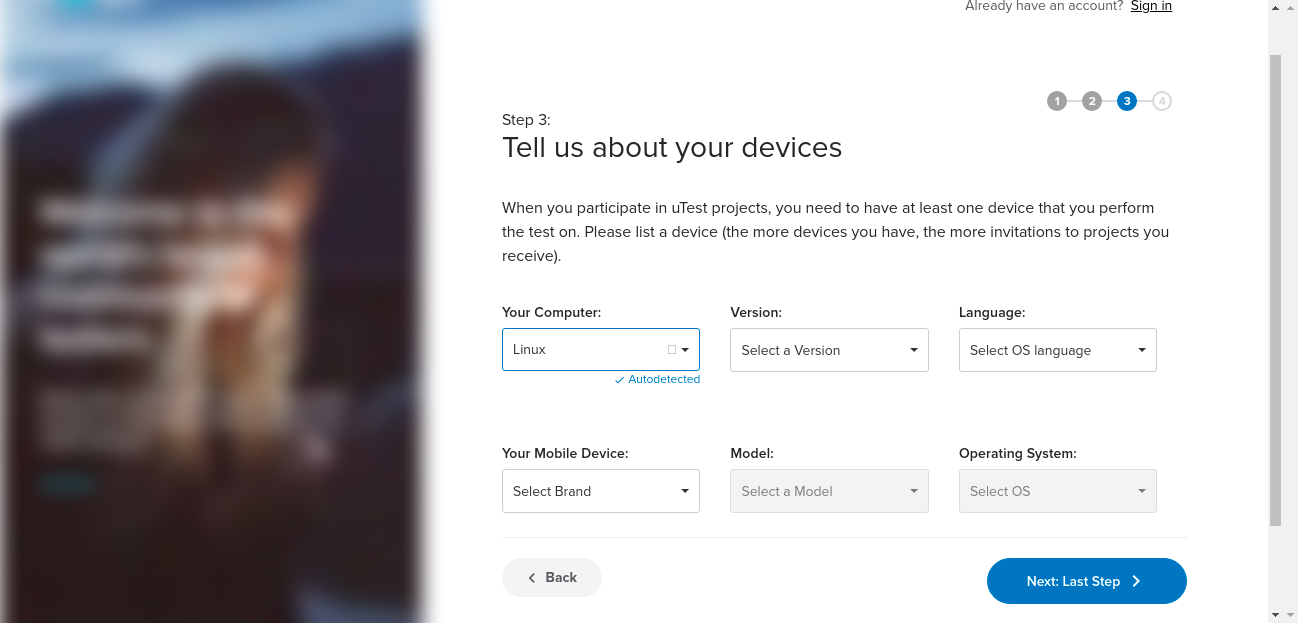 Already have an account? Sign in
1 2 3 4
Step 3:
Tell us about your devices
When you participate in uTest projects, you need to have at least one device that you perform
the test on. Please list a device (the more devices you have, the more invitations to projects you
receive).
Your Computer: Version: Language:
Linux Select a Version Select OS language
Autodetected
Your Mobile Device: Model: Operating System:
Select Brand Select a Model Select OS
Back Next: Last Step